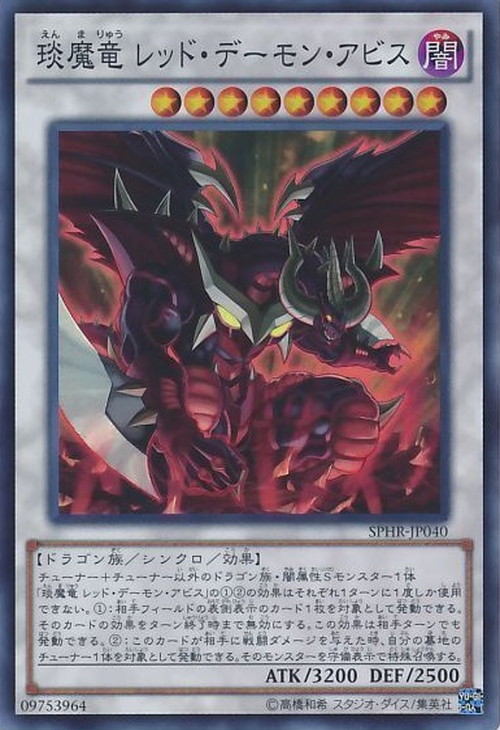 琰魔竜 レッド・デーモン・アビス
闇
SPHR-JP040
【ドラゴン族／シンクロ／効果】
チューナー＋チューナー以外のドラゴン族・闇属性Ｓモンスター１体
「琰魔竜 レッド・デーモン・アビス」の①②の効果はそれぞれ１ターンに１度しか使用
できない。①：相手フィールドの表側表示のカード１枚を対象として発動できる。
そのカードの効果をターン終了時まで無効にする。この効果は相手ターンでも
発動できる。②：このカードが相手に戦闘ダメージを与えた時、自分の墓地の
チューナー１体を対象として発動できる。そのモンスターを守備表示で特殊召喚する。
ATK/3200 DEF/2500
09753964
©高橋和希 スタジオ・ダイス/集英社